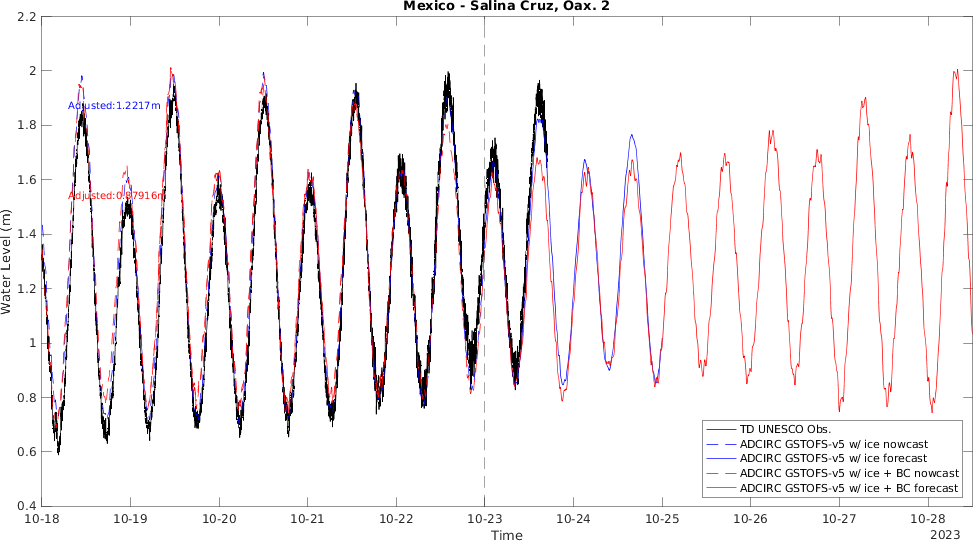 Mexico - Salina Cruz, Oax. 2
2.2
2
1.8
1.6
1.4
1.2
1
0.8
0.6
0.4
Water Level (m)
Adjusted:1.2217m
Adjusted:0.87916m
TD UNESCO Obs.
ADCIRC GSTOFS-v5 w/ ice nowcast
ADCIRC GSTOFS-v5 w/ ice forecast
ADCIRC GSTOFS-v5 w/ ice + BC nowcast
ADCIRC GSTOFS-v5 w/ ice + BC forecast
10-18 10-19 10-20 10-21 10-22 10-23 10-24 10-25 10-26 10-27 10-28
Time
2023